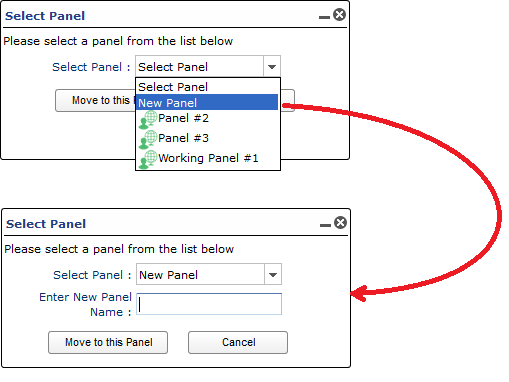 Select Panel
Please select a panel from the list below
Select Panel : Select Panel
Select Panel
New Panel
Move to this
Panel #2
Panel #3
Working Panel #1
Select Panel
Please select a panel from the list below
Select Panel : New Panel
Enter New Panel
Name :
Move to this Panel Cancel